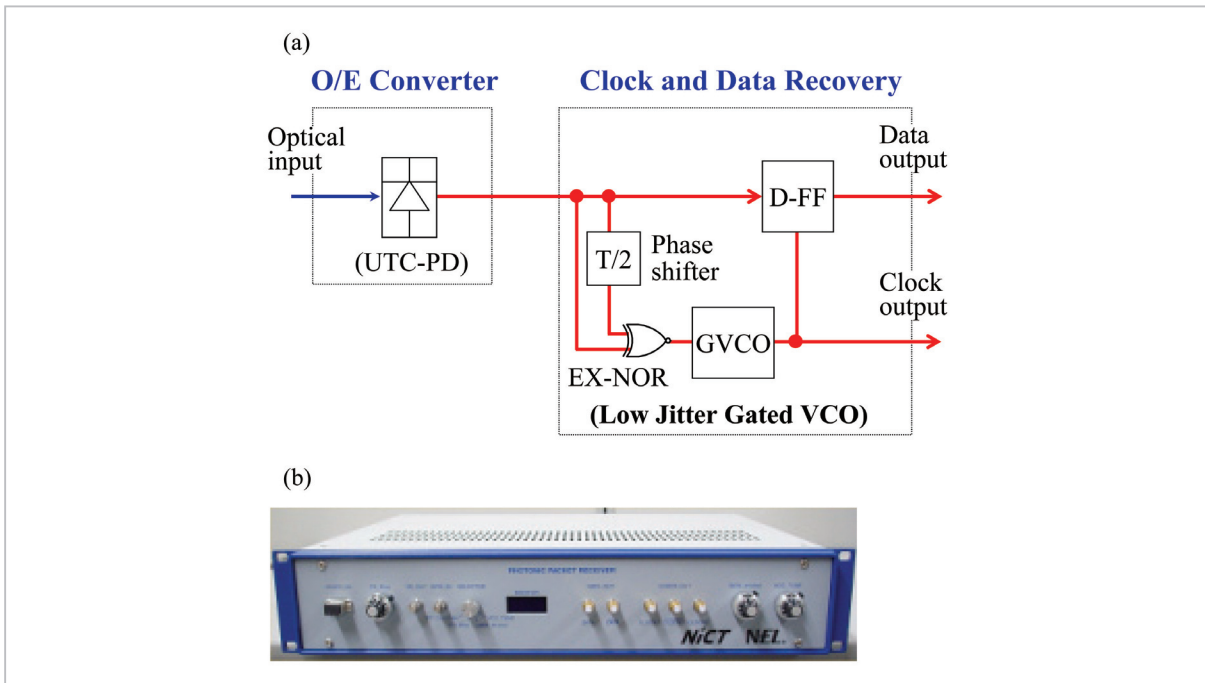 (a)
O/E Converter
Clock and Data Recovery
Optical
input
Data
output
D-FF
T/2
Phase
shifter
(UTC-PD)
Clock
output
GVCO
EX-NOR
(Low Jitter Gated VCO)
(b)
PHOTONIC PACKET RECEIVER
NiCT NEL